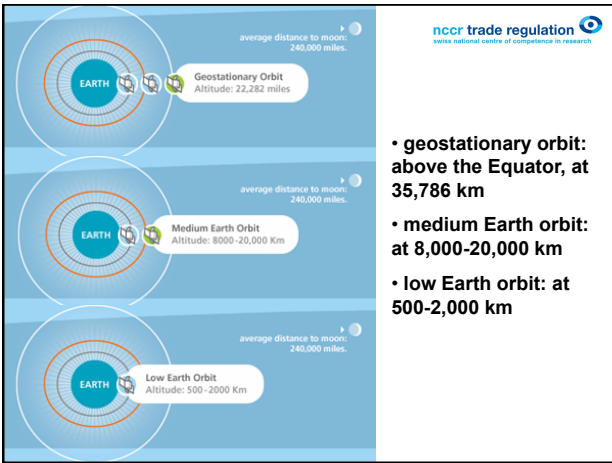 average distance to moon:
240,000 miles.
EARTH
Geostationary Orbit
Altitude: 22,282 miles
average distance to moon:
240,000 miles.
EARTH
Medium Earth Orbit
Altitude: 8000-20,000 Km
average distance to moon:
240,000 miles.
EARTH
Low Earth Orbit
Altitude: 500-2000 Km
nccr trade regulation
swiss national centre of competence in research
• geostationary orbit:
above the Equator, at
35,786 km
• medium Earth orbit:
at 8,000-20,000 km
• low Earth orbit: at
500-2,000 km